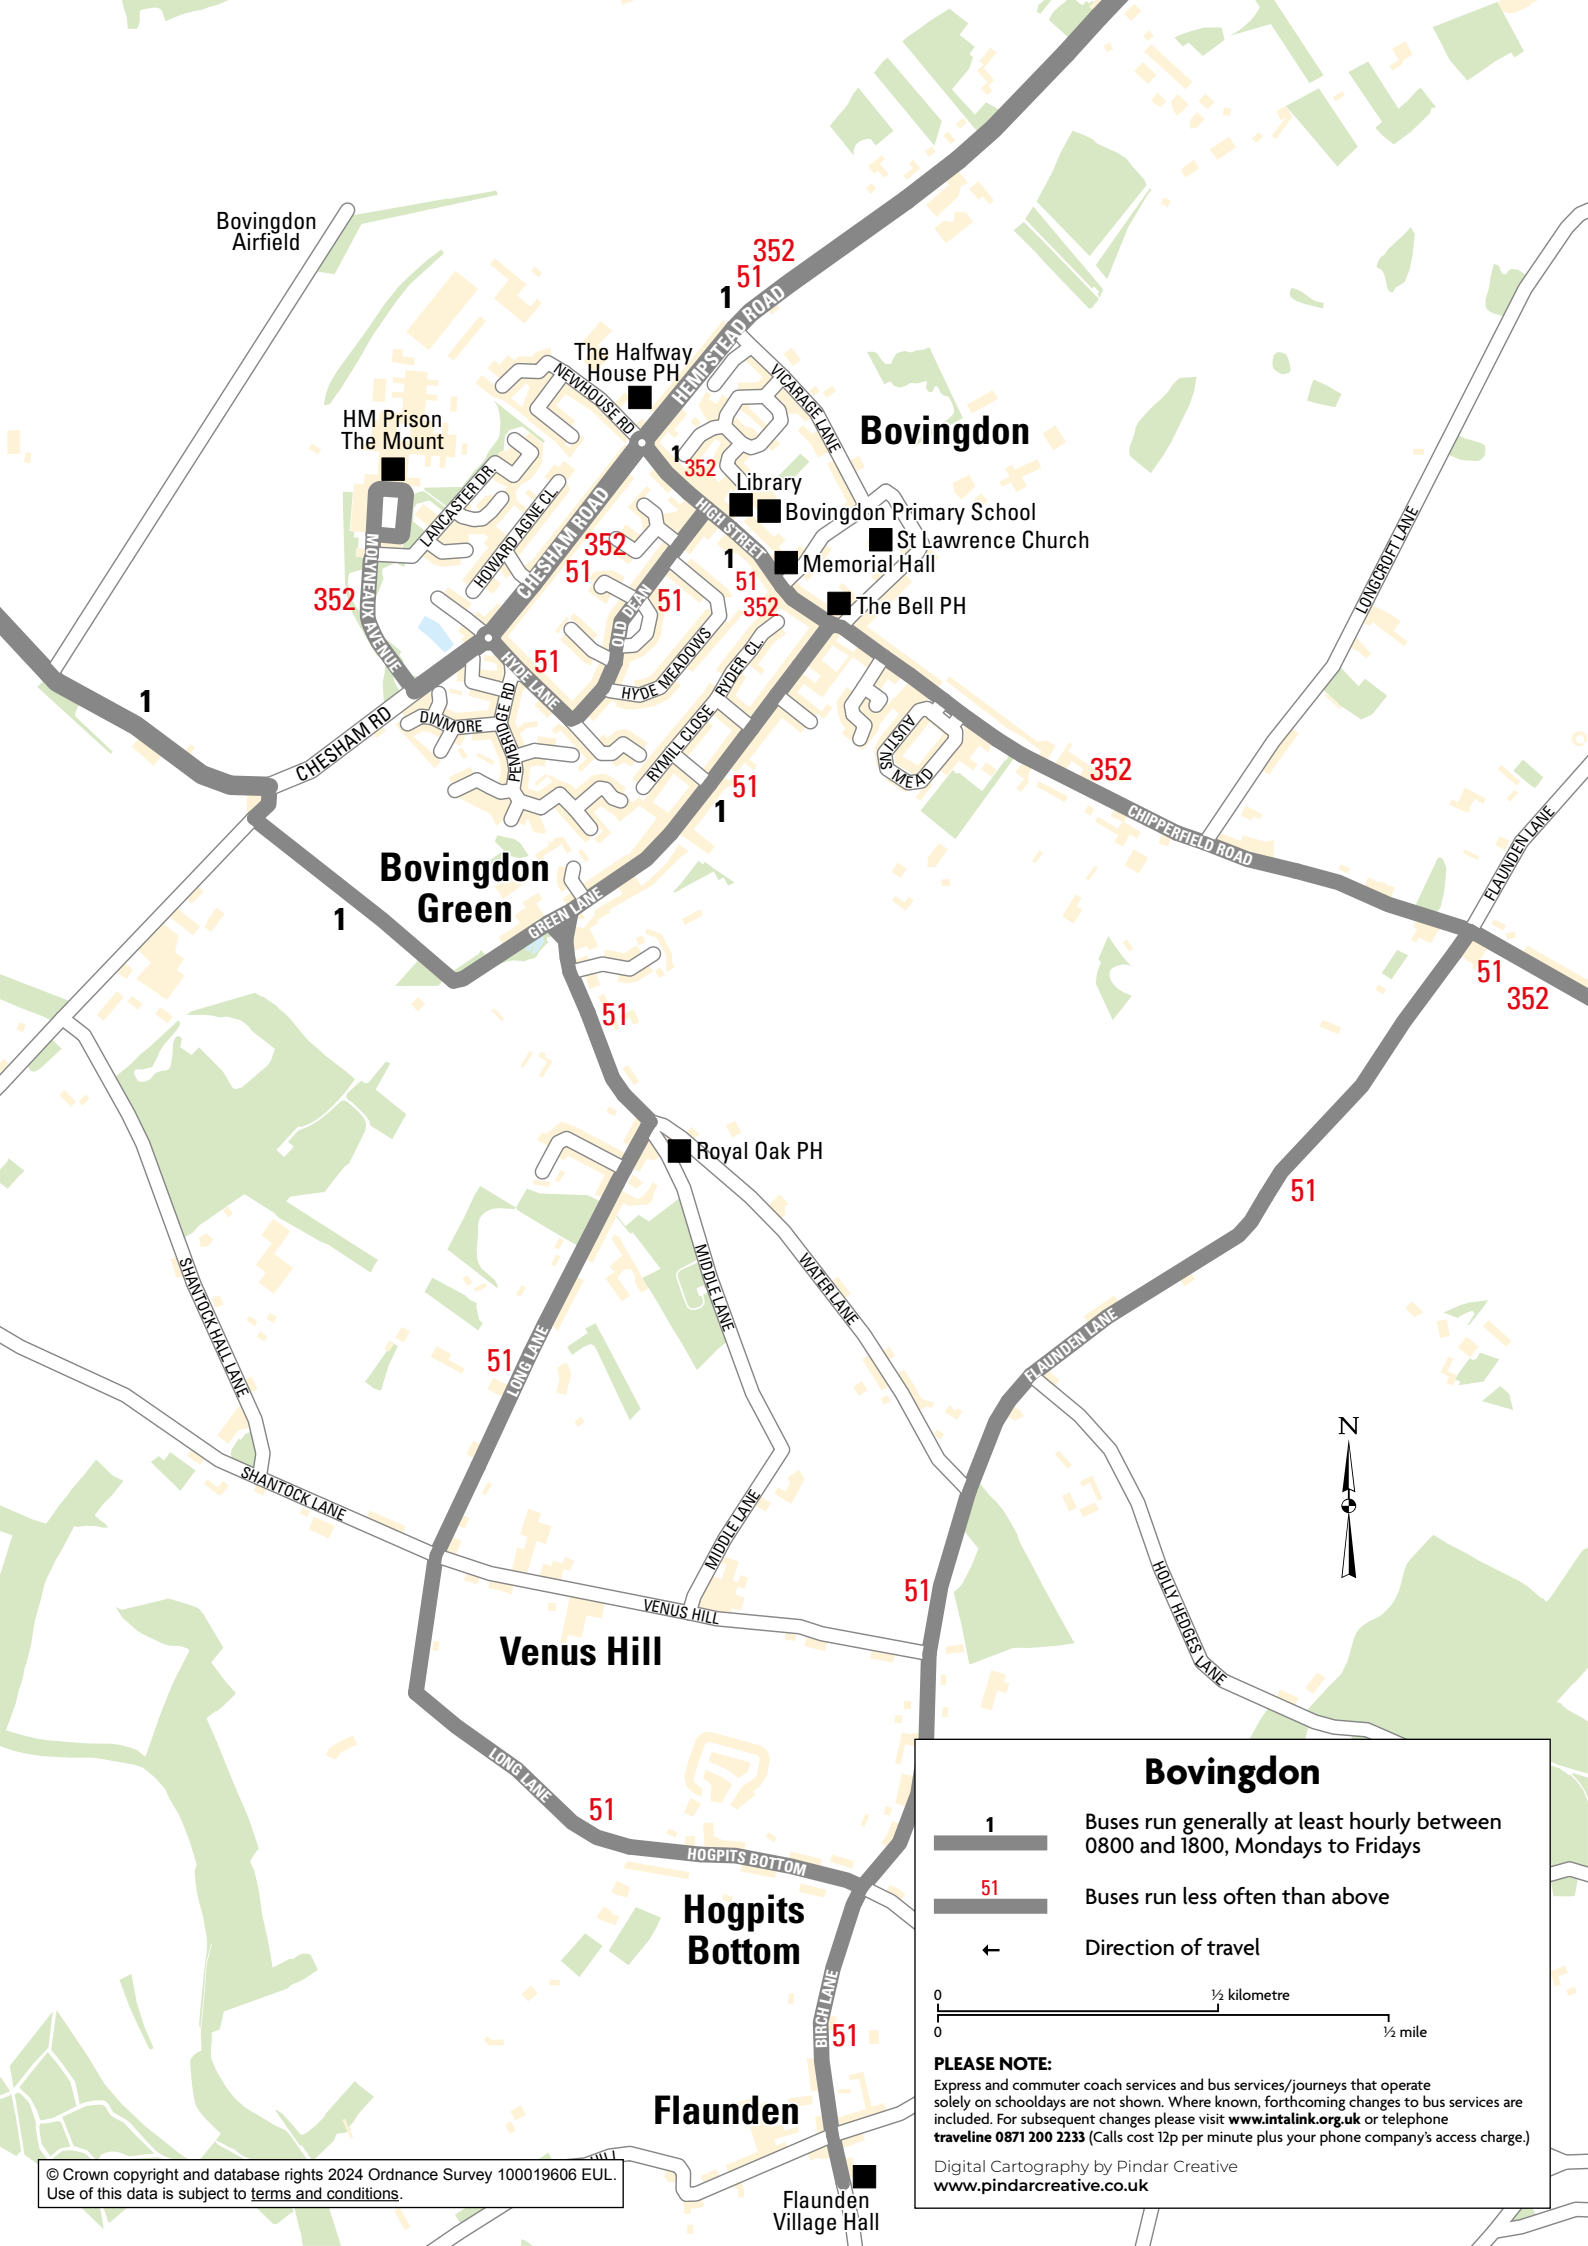 Bovingdon
Airfield
352
51
1
HEMPSTEAD ROAD
The Halfway
House PH
NEWHOUSE RD
VICARAGE LANE
HM Prison
The Mount
Bovingdon
1
352
Library
Bovingdon Primary School
St Lawrence Church
Memorial Hall
The Bell PH
LANCASTER DR.
HOWARD AGNE CL.
CHESHAM ROAD
HIGH STREET
352
51
1
51
352
MOLYNEAUX AVENUE
352
OLD DEAN
51
51
HYDE LANE
HYDE MEADOWS
RYDER CL.
RYMILL CLOSE
LONGCROFT LANE
1
CHESHAM RD
DINMORE
PEMBRIDGE RD
AUSTINS MEAD
51
1
352
CHIPPERFIELD ROAD
FLAUNDEN LANE
Bovingdon
Green
1
GREEN LANE
51
352
51
Royal Oak PH
51
MIDDLE LANE
WATER LANE
SHANTOCK HALL LANE
51
LONG LANE
FLAUNDEN LANE
N
SHANTOCK LANE
MIDDLE LANE
51
HOLLY HEDGES LANE
VENUS HILL
Venus Hill
LONG LANE
51
HOGPITS BOTTOM
Hogpits
Bottom
BIRCH LANE
51
Flaunden
Flaunden
Village Hall
HILL
Bovingdon
1
Buses run generally at least hourly between
0800 and 1800, Mondays to Fridays
51
Buses run less often than above
Direction of travel
0
½ kilometre
0
½ mile
PLEASE NOTE:
Express and commuter coach services and bus services/journeys that operate
solely on schooldays are not shown. Where known, forthcoming changes to bus services are
included. For subsequent changes please visit www.intalink.org.uk or telephone
traveline 0871 200 2233 (Calls cost 12p per minute plus your phone company's access charge.)
Digital Cartography by Pindar Creative
www.pindarcreative.co.uk
© Crown copyright and database rights 2024 Ordnance Survey 100019606 EUL.
Use of this data is subject to terms and conditions.